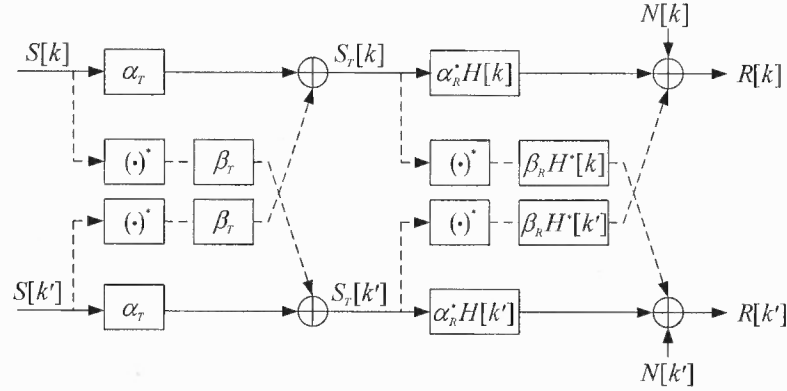 N[k]
S[k] α_T S_T[k] α_R^* H[k] R[k]
(·)^* β_T (·)^* β_R H^*[k]
(·)^* β_T (·)^* β_R H^*[k']
S[k'] α_T S_T[k'] α_R^* H[k'] R[k']
N[k']